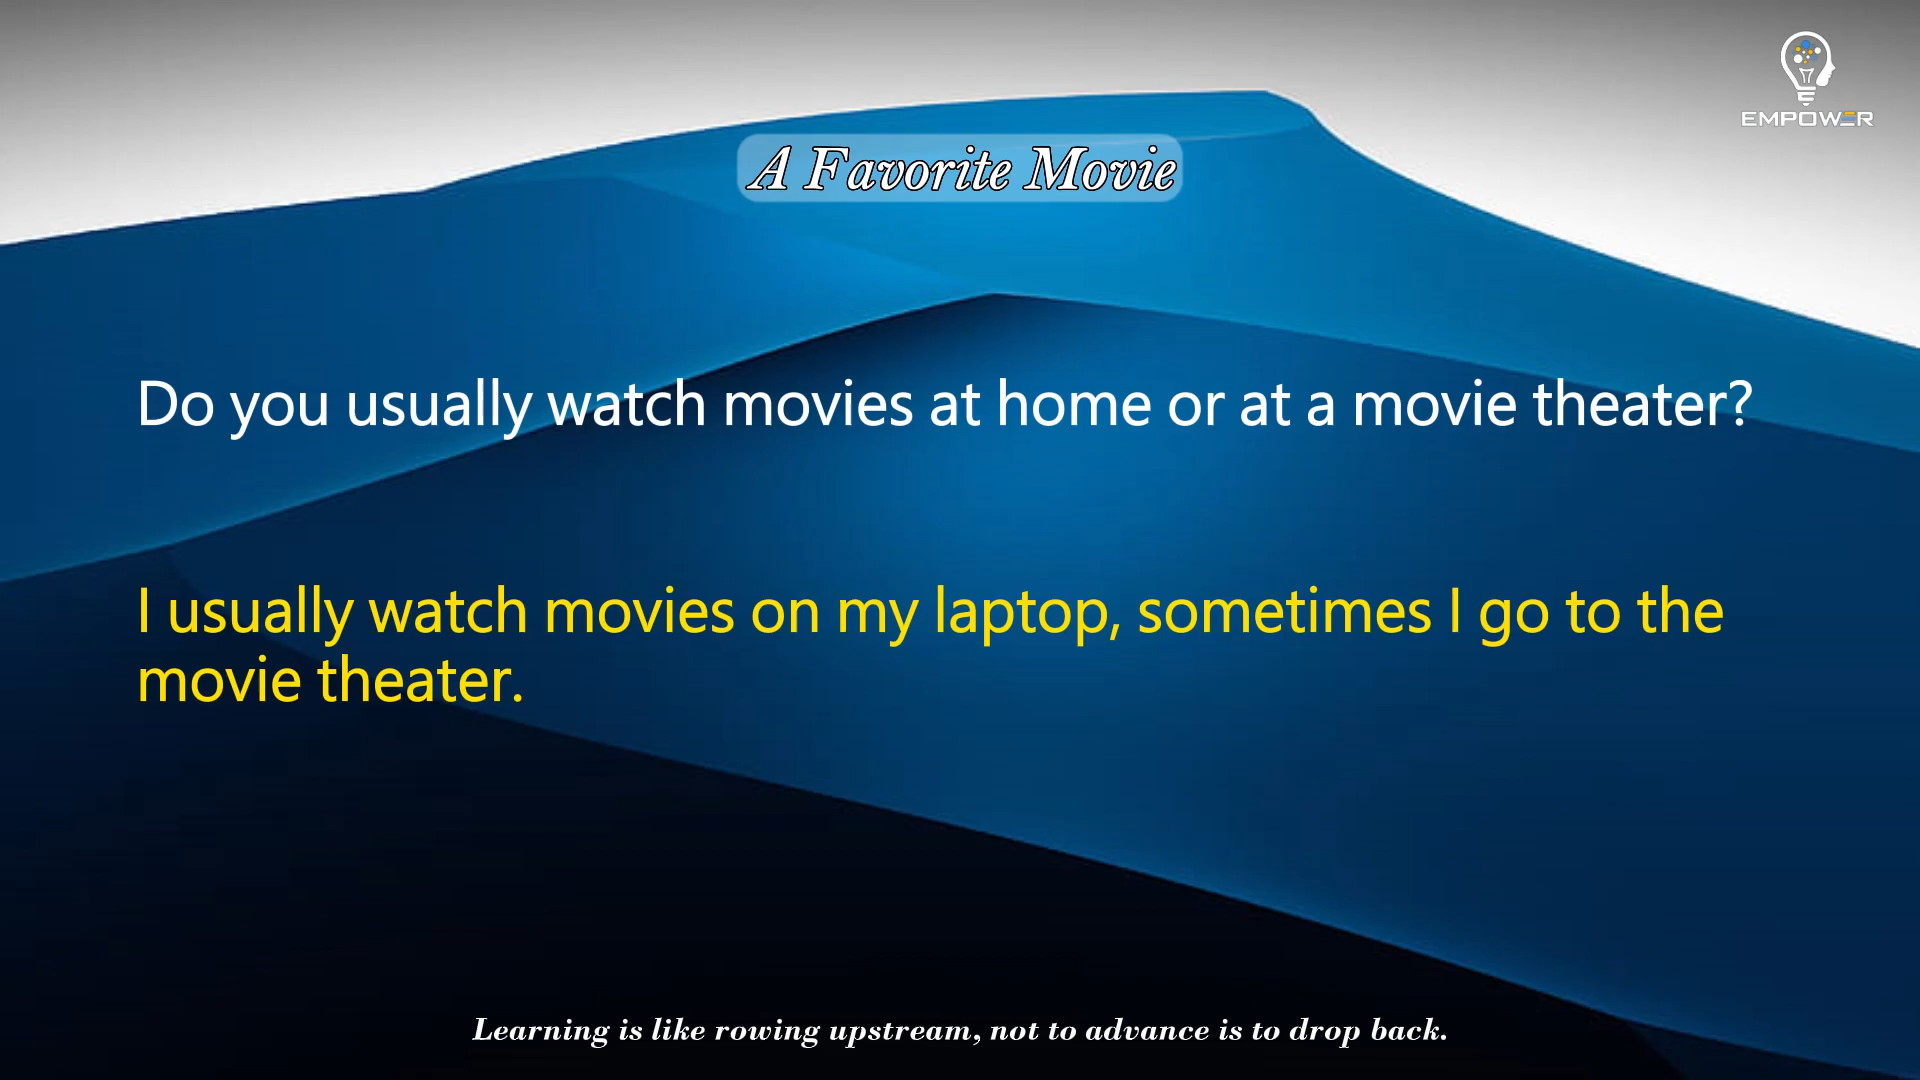 EMPOWER
A Favorite Movie
Do you usually watch movies at home or at a movie theater?
I usually watch movies on my laptop, sometimes I go to the
movie theater.
Learning is like rowing upstream, not to advance is to drop back.